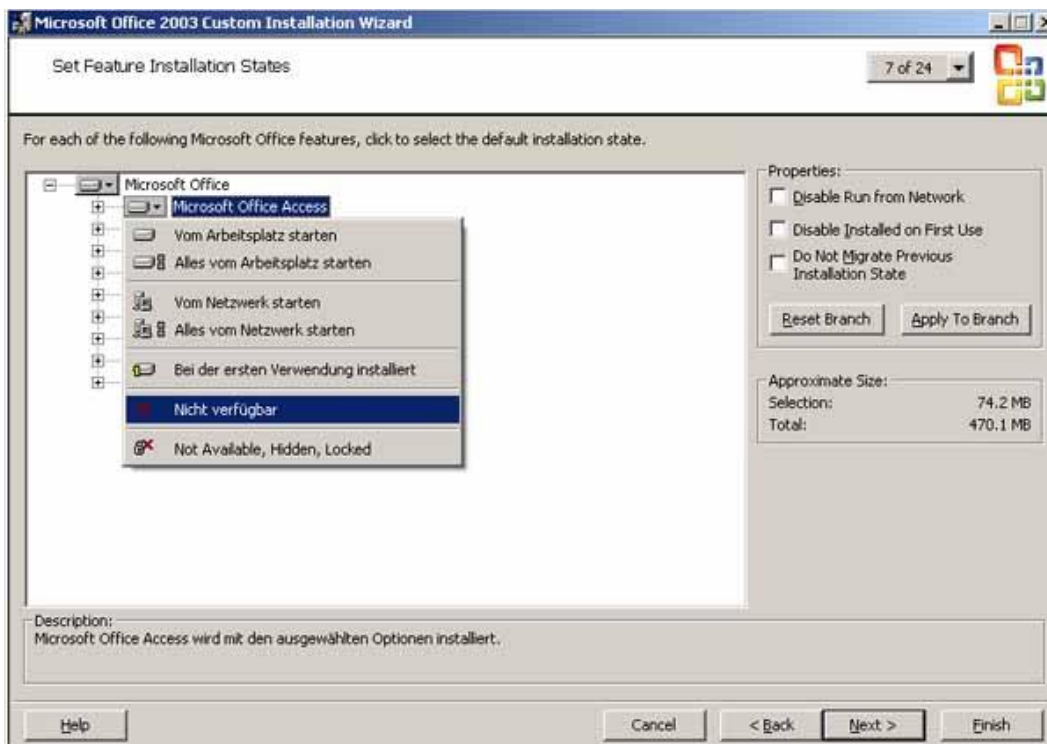 Microsoft Office 2003 Custom Installation Wizard
Set Feature Installation States
7 of 24
For each of the following Microsoft Office features, click to select the default installation state.
Microsoft Office
Microsoft Office Access
Vom Arbeitsplatz starten
Alles vom Arbeitsplatz starten
Vom Netzwerk starten
Alles vom Netzwerk starten
Bei der ersten Verwendung installiert
Nicht verfügbar
Not Available, Hidden, Locked
Properties:
Disable Run from Network
Disable Installed on First Use
Do Not Migrate Previous
Installation State
Reset Branch
Apply To Branch
Approximate Size:
Selection: 74.2 MB
Total: 470.1 MB
Description:
Microsoft Office Access wird mit den ausgewählten Optionen installiert.
Help
Cancel
< Back
Next >
Finish